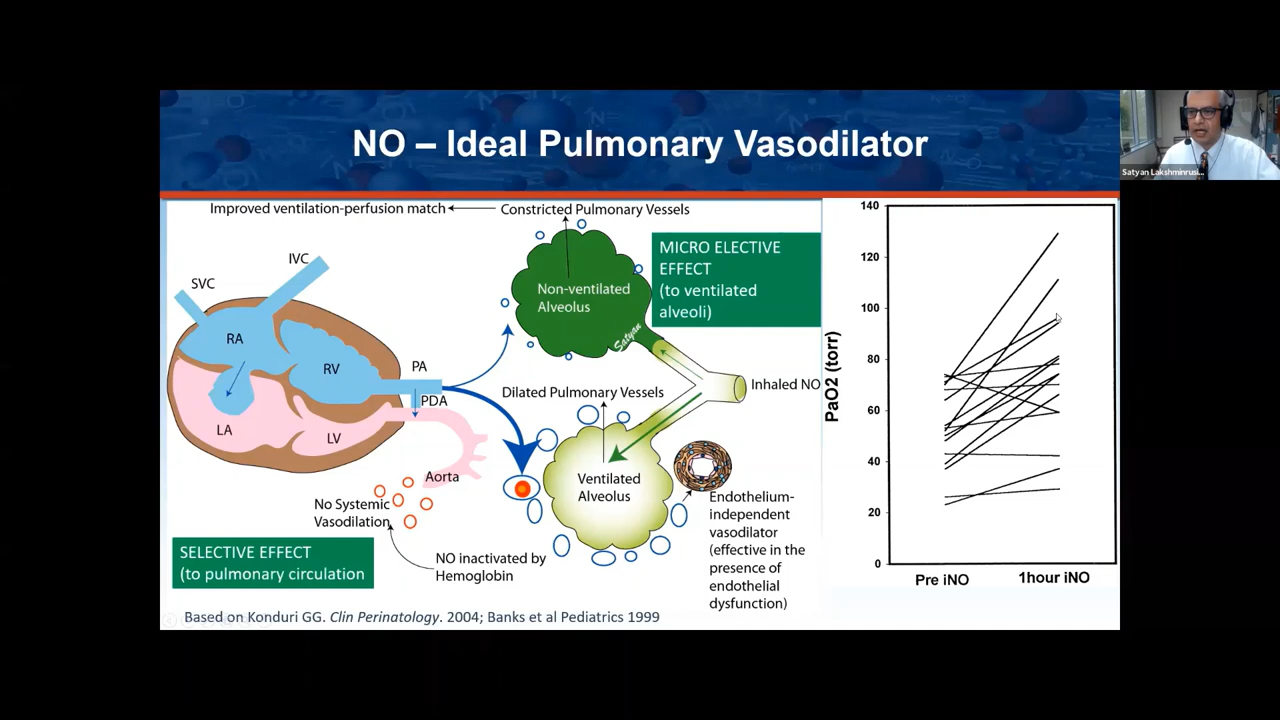 NO – Ideal Pulmonary Vasodilator
Satyan Lakshminrusi...
Improved ventilation-perfusion match
Constricted Pulmonary Vessels
MICRO ELECTIVE
EFFECT
(to ventilated
alveoli)
IVC
SVC
RA
RV
LA
LV
PA
PDA
Aorta
Non-ventilated
Alveolus
Satyan
Inhaled NO
Dilated Pulmonary Vessels
Ventilated
Alveolus
No Systemic
Vasodilation
NO inactivated by
Hemoglobin
SELECTIVE EFFECT
(to pulmonary circulation
Endothelium-
independent
vasodilator
(effective in the
presence of
endothelial
dysfunction)
PaO2 (torr)
140
120
100
80
60
40
20
0
Pre iNO
1hour iNO
Based on Konduri GG. Clin Perinatology. 2004; Banks et al Pediatrics 1999